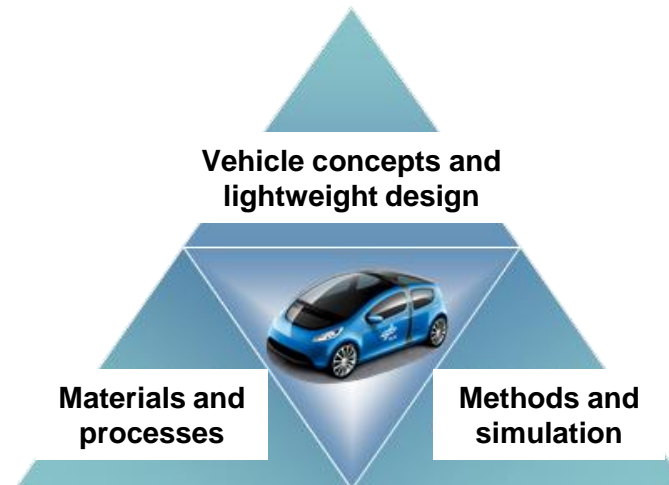 Vehicle concepts and
lightweight design
Materials and
processes
Methods and
simulation